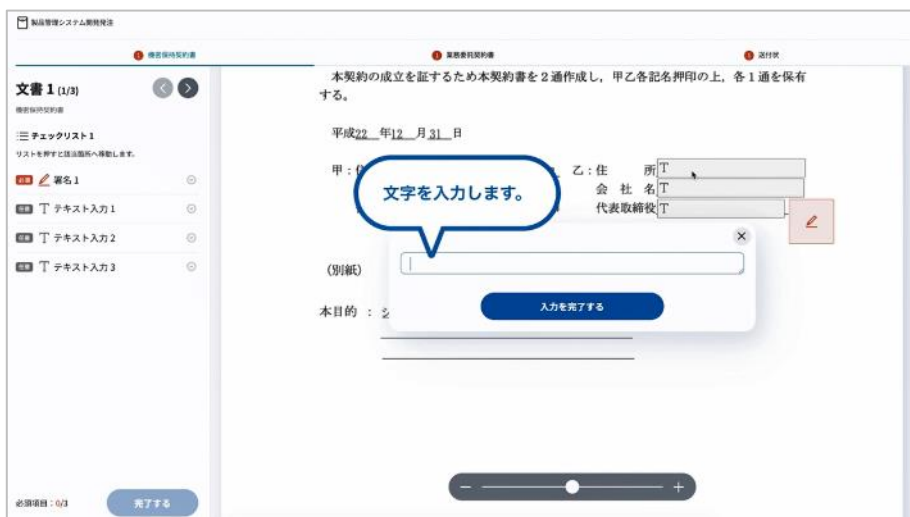 製品管理システム開発発注
機密保持契約書
業務委託契約書
送付状
文書 1 (1/3)
機密保持契約書
チェックリスト 1
リストを押すと該当箇所へ移動します。
必須 署名 1
任意 T テキスト入力 1
任意 T テキスト入力 2
任意 T テキスト入力 3
必須項目：0/3
完了する
本契約の成立を証するため本契約書を２通作成し，甲乙各記名押印の上，各１通を保有
する。
平成22 年12 月31 日
甲：
乙：住 所 T
会 社 名 T
代表取締役 T
文字を入力します。
(別紙)
入力を完了する
本目的 ：